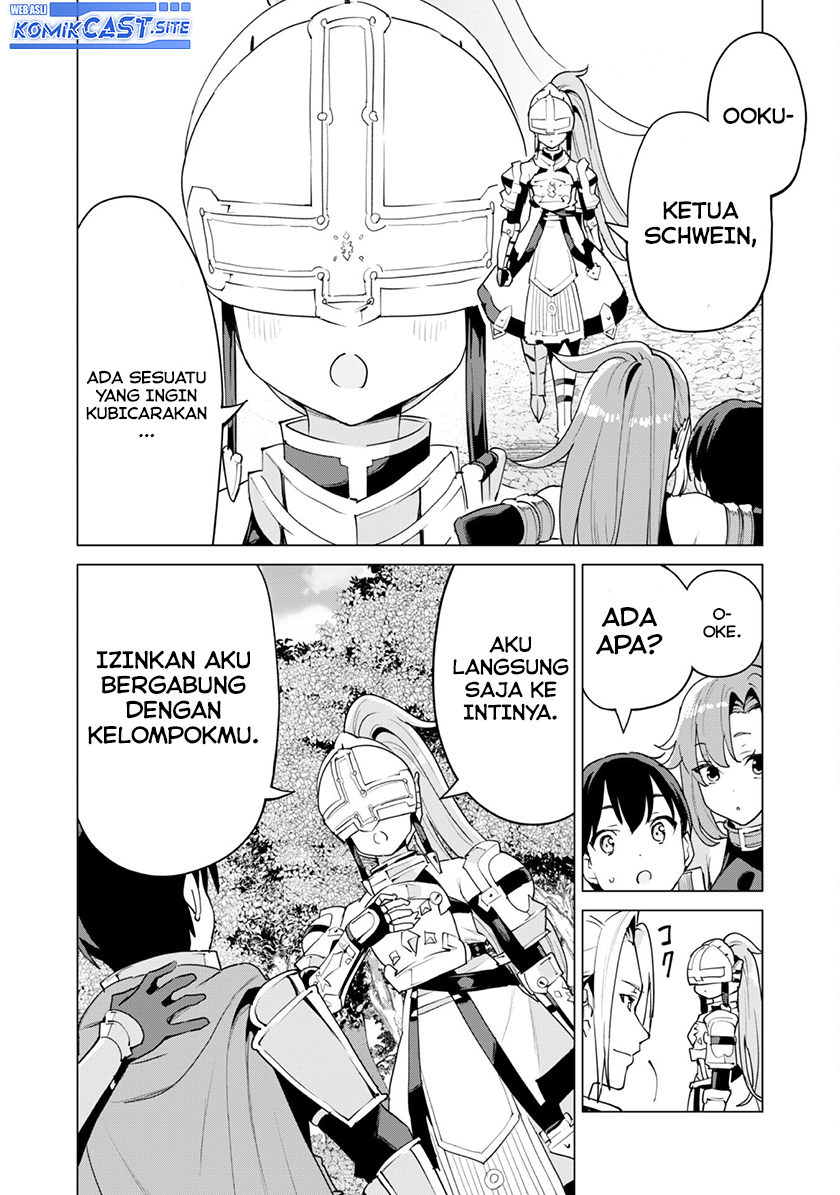 WEB ASLI
KOMIKCAST.SITE
OOKU-
KETUA
SCHWEIN,
ADA SESUATU
YANG INGIN
KUBICARAKAN
...
O-
OKE.
ADA
APA?
コクッ
AKU
LANGSUNG
SAJA KE
INTINYA.
IZINKAN AKU
BERGABUNG
DENGAN
KELOMPOKMU.